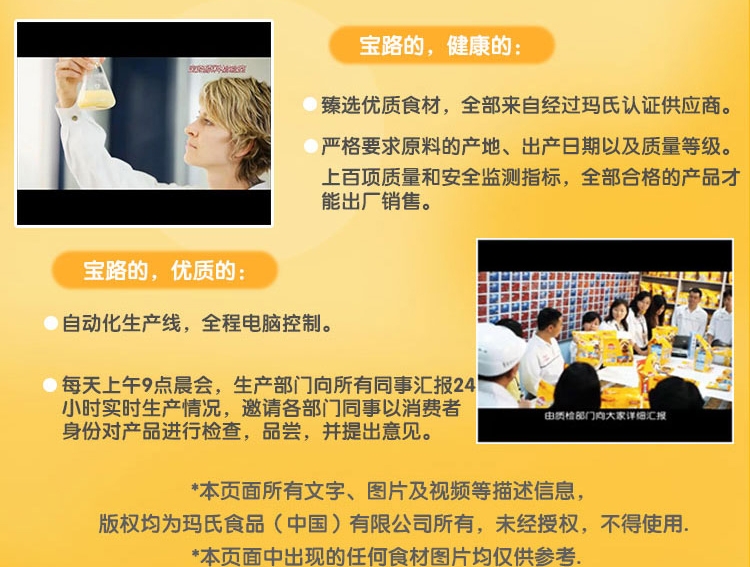 宝路的，健康的：
臻选优质食材，全部来自经过玛氏认证供应商。
严格要求原料的产地、出产日期以及质量等级。
上百项质量和安全监测指标，全部合格的产品才
能出厂销售。
宝路的，优质的：
自动化生产线，全程电脑控制。
每天上午9点晨会，生产部门向所有同事汇报24
小时实时生产情况，邀请各部门同事以消费者
身份对产品进行检查，品尝，并提出意见。
由质检部门向大家详细汇报
*本页面所有文字、图片及视频等描述信息，
版权均为玛氏食品（中国）有限公司所有，未经授权，不得使用.
*本页面中出现的任何食材图片均仅供参考.